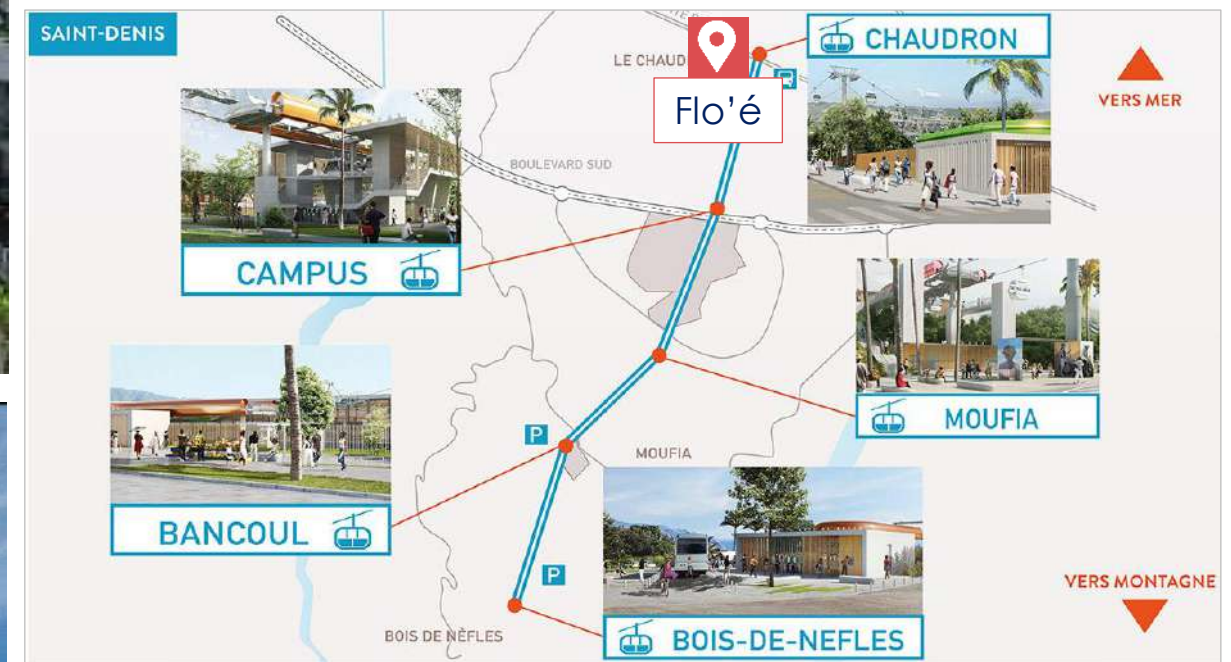 SAINT-DENIS
CHAUDRON
LE CHAUD
Flo'é
VERS MER
BOULEVARD SUD
CAMPUS
MOUFIA
P
MOUFIA
BANCOUL
P
VERS MONTAGNE
BOIS DE NÈFLES
BOIS-DE-NEFLES